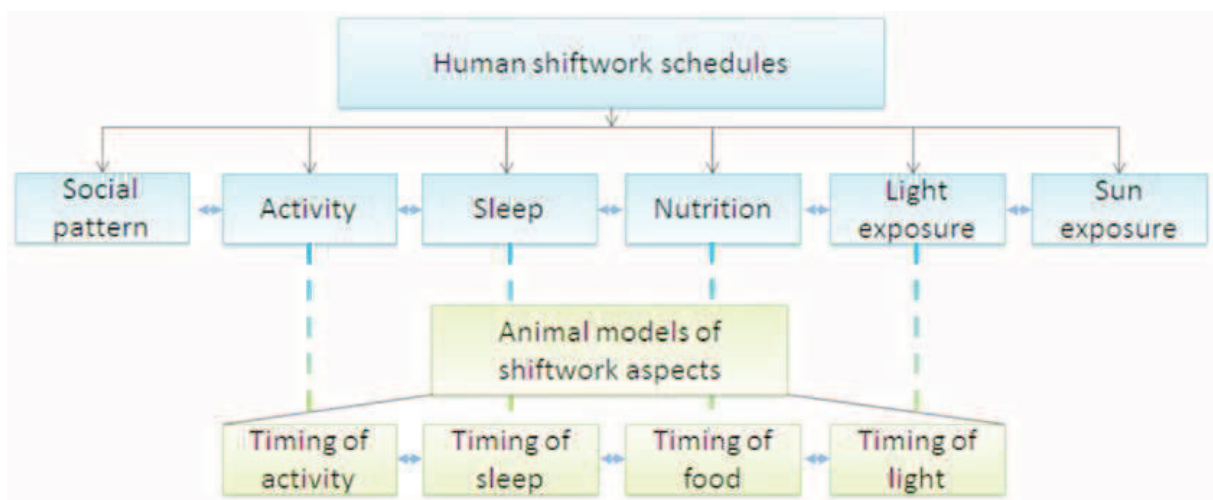 Human shiftwork schedules
Social
pattern
Activity
Sleep
Nutrition
Light
exposure
Sun
exposure
Animal models of
shiftwork aspects
Timing of
activity
Timing of
sleep
Timing of
food
Timing of
light